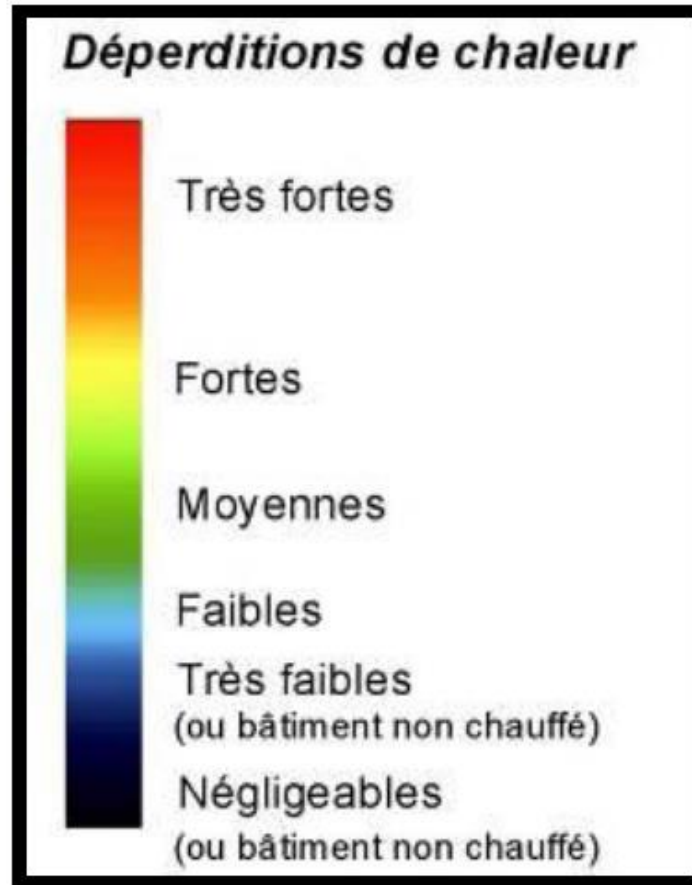 Déperditions de chaleur
Très fortes
Fortes
Moyennes
Faibles
Très faibles
(ou bâtiment non chauffé)
Négligeables
(ou bâtiment non chauffé)